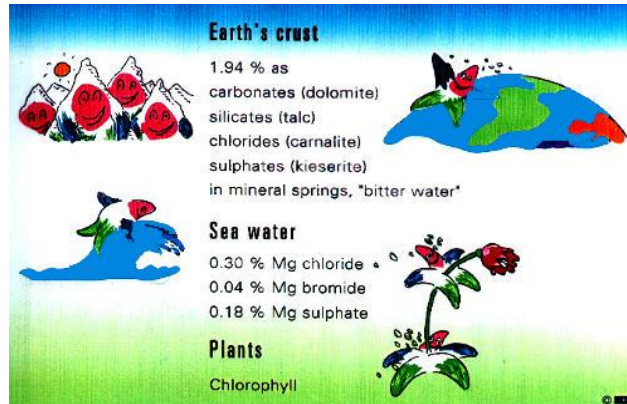 Earth's crust
1.94 % as
carbonates (dolomite)
silicates (talc)
chlorides (carnalite)
sulphates (kieserite)
in mineral springs, "bitter water"
Sea water
0.30 % Mg chloride
0.04 % Mg bromide
0.18 % Mg sulphate
Plants
Chlorophyll
©